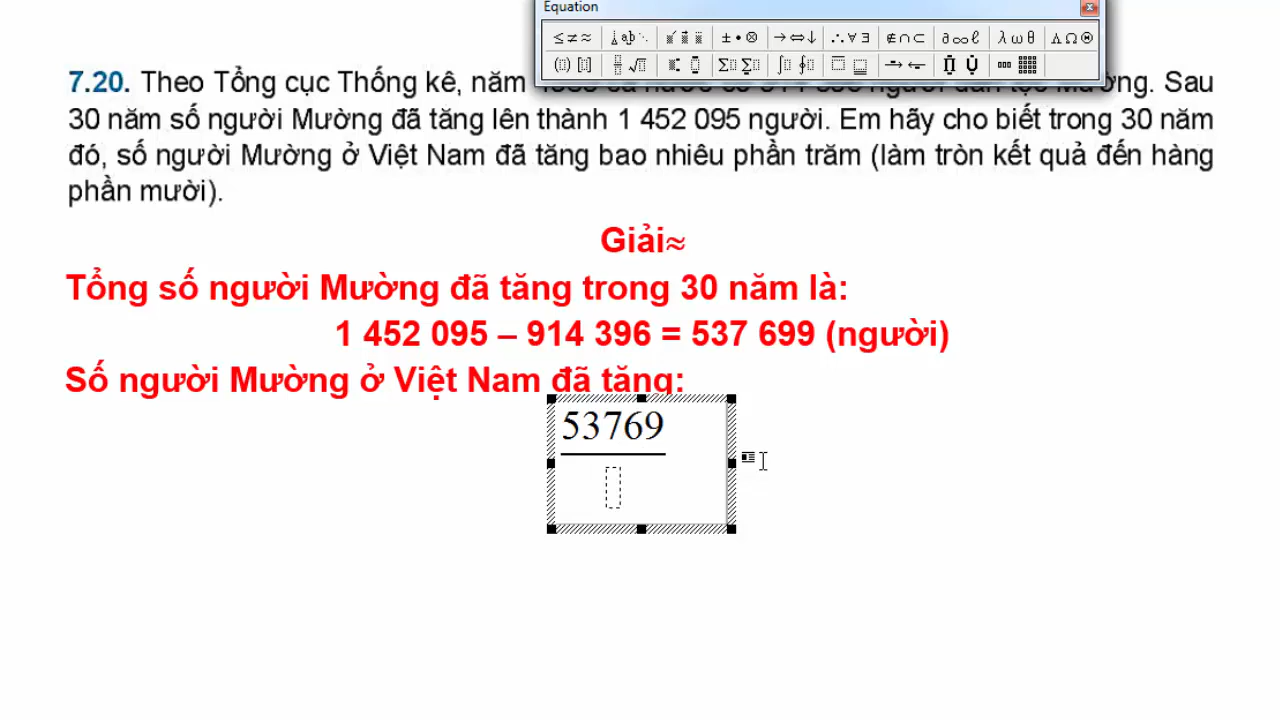 Equation
7.20. Theo Tổng cục Thống kê, năm Mường. Sau
30 năm số người Mường đã tăng lên thành 1 452 095 người. Em hãy cho biết trong 30 năm
đó, số người Mường ở Việt Nam đã tăng bao nhiêu phần trăm (làm tròn kết quả đến hàng
phần mười).
Giải≈
Tổng số người Mường đã tăng trong 30 năm là:
1 452 095 – 914 396 = 537 699 (người)
Số người Mường ở Việt Nam đã tăng:
53769